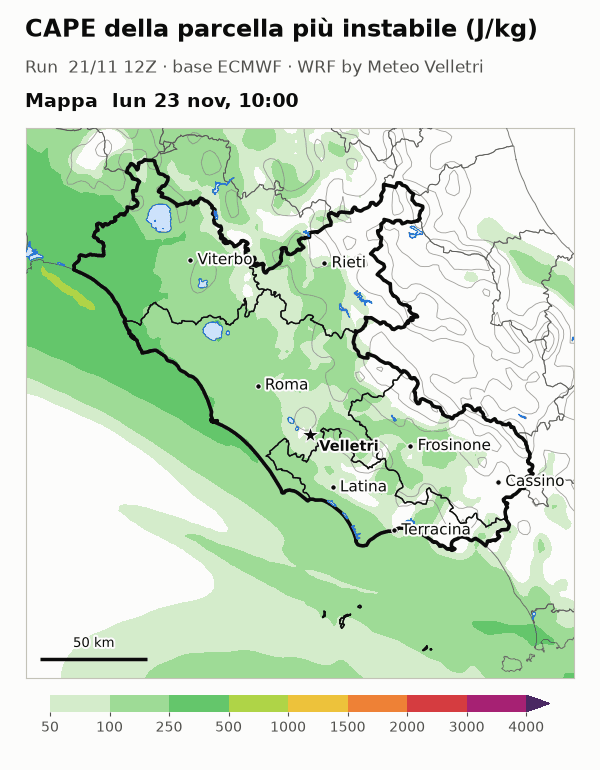 CAPE della parcella più instabile (J/kg)
Run  21/11 12Z · base ECMWF · WRF by Meteo Velletri
Mappa  lun 23 nov, 10:00
Viterbo
Rieti
Roma
Velletri
Frosinone
Latina
Cassino
Terracina
50 km
50 100 250 500 1000 1500 2000 3000 4000